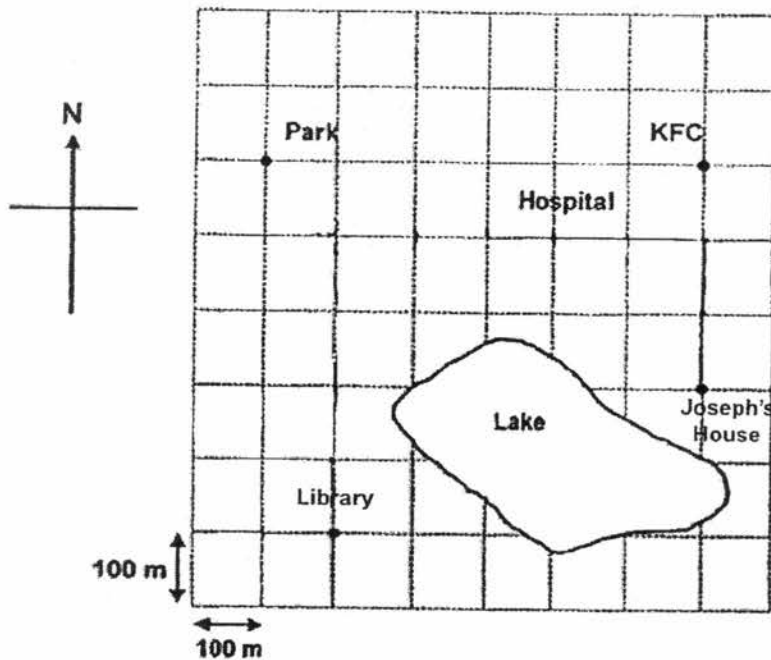 N
Park
KFC
Hospital
Joseph's
House
Lake
Library
100 m
100 m